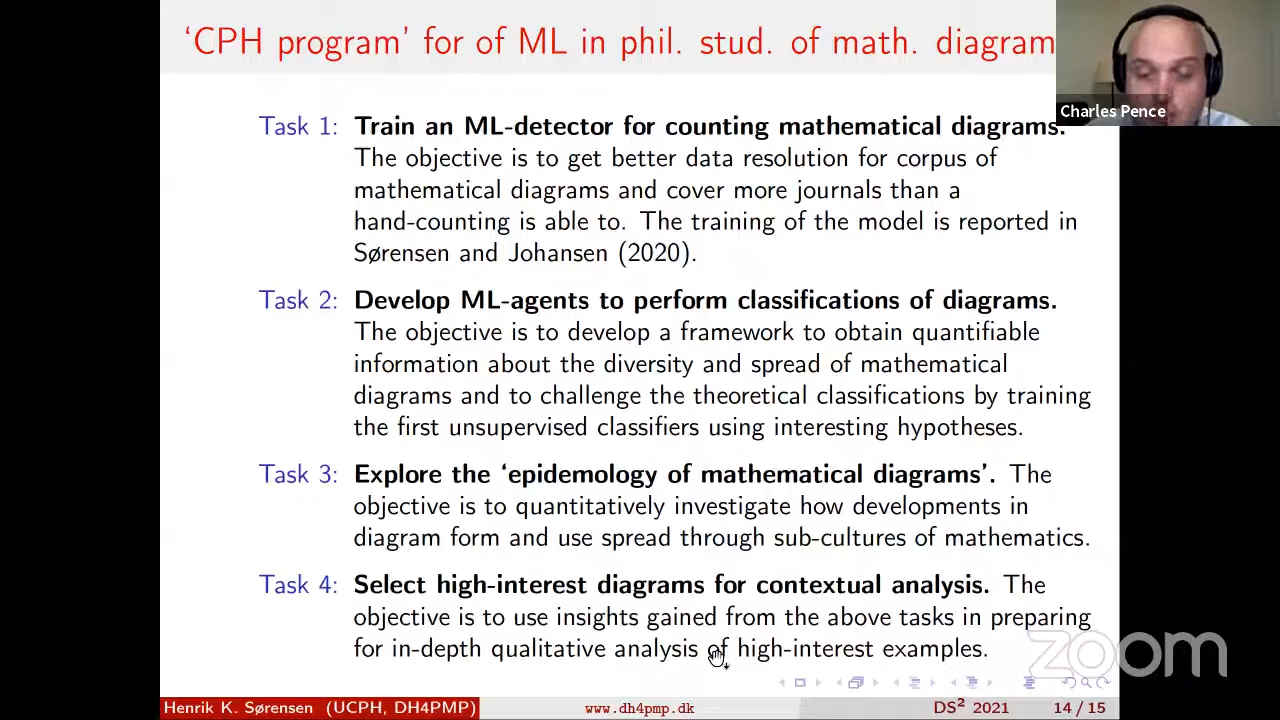 ‘CPH program’ for of ML in phil. stud. of math. diagram
Charles Pence
Task 1: Train an ML-detector for counting mathematical diagrams.
The objective is to get better data resolution for corpus of
mathematical diagrams and cover more journals than a
hand-counting is able to. The training of the model is reported in
Sørensen and Johansen (2020).
Task 2: Develop ML-agents to perform classifications of diagrams.
The objective is to develop a framework to obtain quantifiable
information about the diversity and spread of mathematical
diagrams and to challenge the theoretical classifications by training
the first unsupervised classifiers using interesting hypotheses.
Task 3: Explore the ‘epidemology of mathematical diagrams’. The
objective is to quantitatively investigate how developments in
diagram form and use spread through sub-cultures of mathematics.
Task 4: Select high-interest diagrams for contextual analysis. The
objective is to use insights gained from the above tasks in preparing
for in-depth qualitative analysis of high-interest examples.
zoom
Henrik K. Sørensen (UCPH, DH4PMP) www.dh4pmp.dk DS² 2021 14 / 15